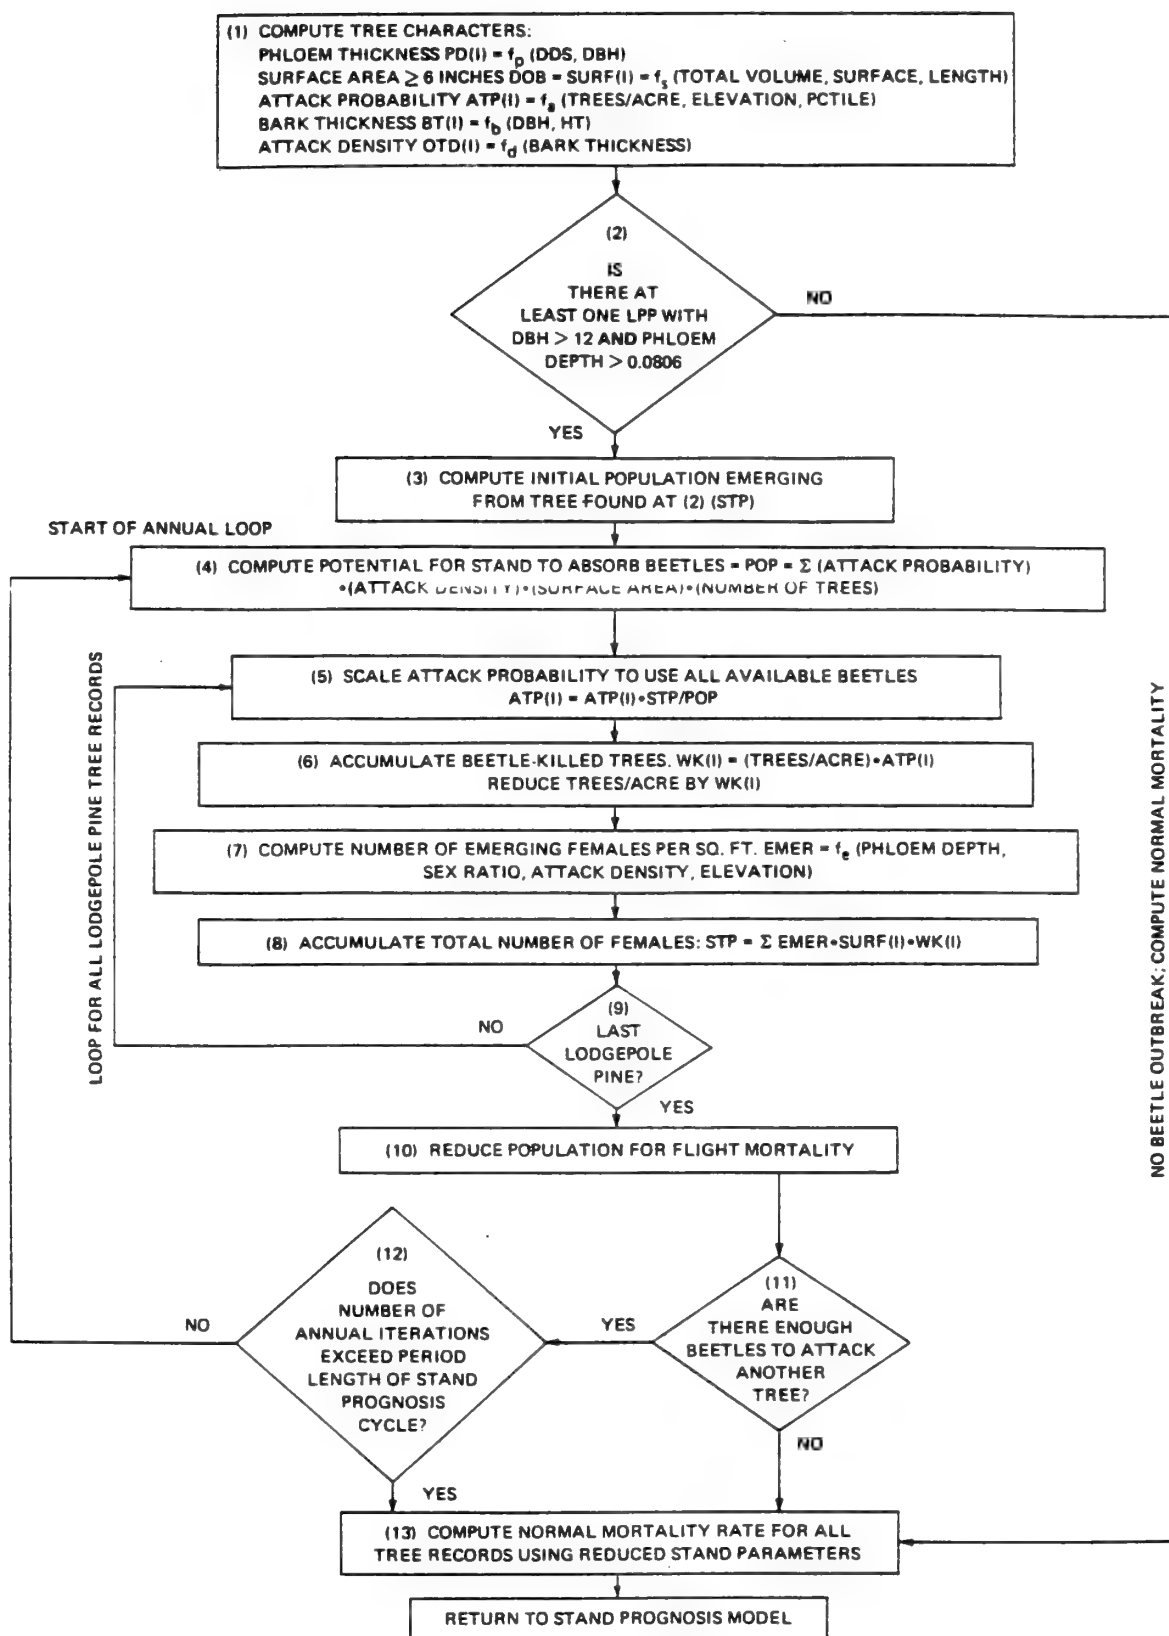 (1) COMPUTE TREE CHARACTERS:
PHLOEM THICKNESS PD(I) = fp (DDS, DBH)
SURFACE AREA ≥ 6 INCHES DOB = SURF(I) = fs (TOTAL VOLUME, SURFACE, LENGTH)
ATTACK PROBABILITY ATP(I) = fa (TREES/ACRE, ELEVATION, PCTILE)
BARK THICKNESS BT(I) = fb (DBH, HT)
ATTACK DENSITY OTD(I) = fd (BARK THICKNESS)
(2)
IS
THERE AT
LEAST ONE LPP WITH
DBH > 12 AND PHLOEM
DEPTH > 0.0806
NO
YES
(3) COMPUTE INITIAL POPULATION EMERGING
FROM TREE FOUND AT (2) (STP)
START OF ANNUAL LOOP
(4) COMPUTE POTENTIAL FOR STAND TO ABSORB BEETLES = POP = Σ (ATTACK PROBABILITY)
•(ATTACK DENSITY)•(SURFACE AREA)•(NUMBER OF TREES)
(5) SCALE ATTACK PROBABILITY TO USE ALL AVAILABLE BEETLES
ATP(I) = ATP(I)•STP/POP
(6) ACCUMULATE BEETLE-KILLED TREES. WK(I) = (TREES/ACRE)•ATP(I)
REDUCE TREES/ACRE BY WK(I)
(7) COMPUTE NUMBER OF EMERGING FEMALES PER SQ. FT. EMER = fe (PHLOEM DEPTH,
SEX RATIO, ATTACK DENSITY, ELEVATION)
(8) ACCUMULATE TOTAL NUMBER OF FEMALES: STP = Σ EMER•SURF(I)•WK(I)
LOOP FOR ALL LODGEPOLE PINE TREE RECORDS
(9)
LAST
LODGEPOLE
PINE?
NO
YES
NO BEETLE OUTBREAK; COMPUTE NORMAL MORTALITY
(10) REDUCE POPULATION FOR FLIGHT MORTALITY
(11)
ARE
THERE ENOUGH
BEETLES TO ATTACK
ANOTHER
TREE?
YES
NO
(12)
DOES
NUMBER OF
ANNUAL ITERATIONS
EXCEED PERIOD
LENGTH OF STAND
PROGNOSIS
CYCLE?
NO
YES
(13) COMPUTE NORMAL MORTALITY RATE FOR ALL
TREE RECORDS USING REDUCED STAND PARAMETERS
RETURN TO STAND PROGNOSIS MODEL